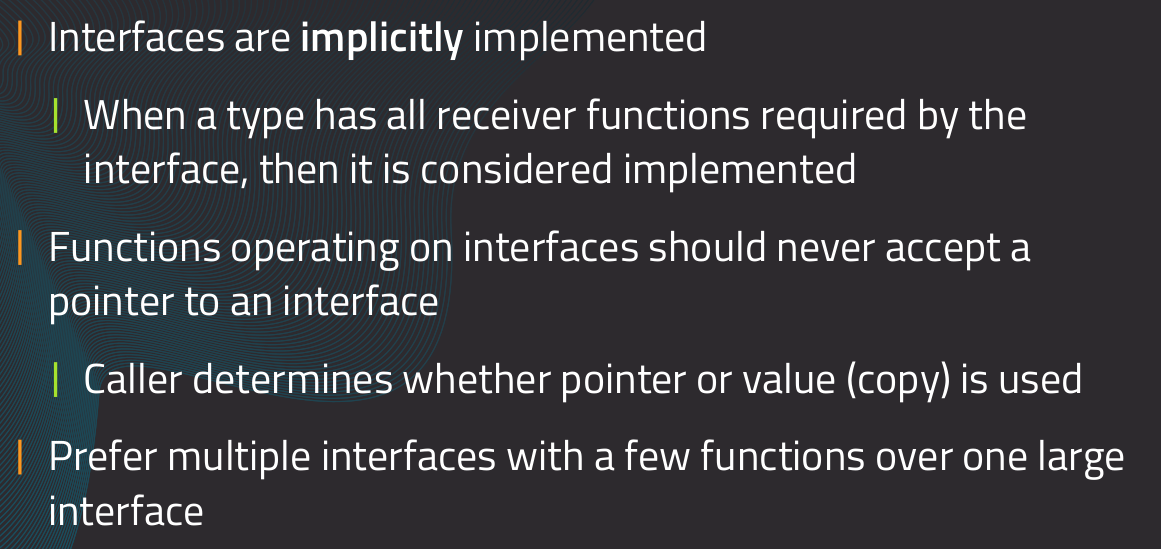 Interfaces are implicitly implemented
When a type has all receiver functions required by the
interface, then it is considered implemented
Functions operating on interfaces should never accept a
pointer to an interface
Caller determines whether pointer or value (copy) is used
Prefer multiple interfaces with a few functions over one large
interface